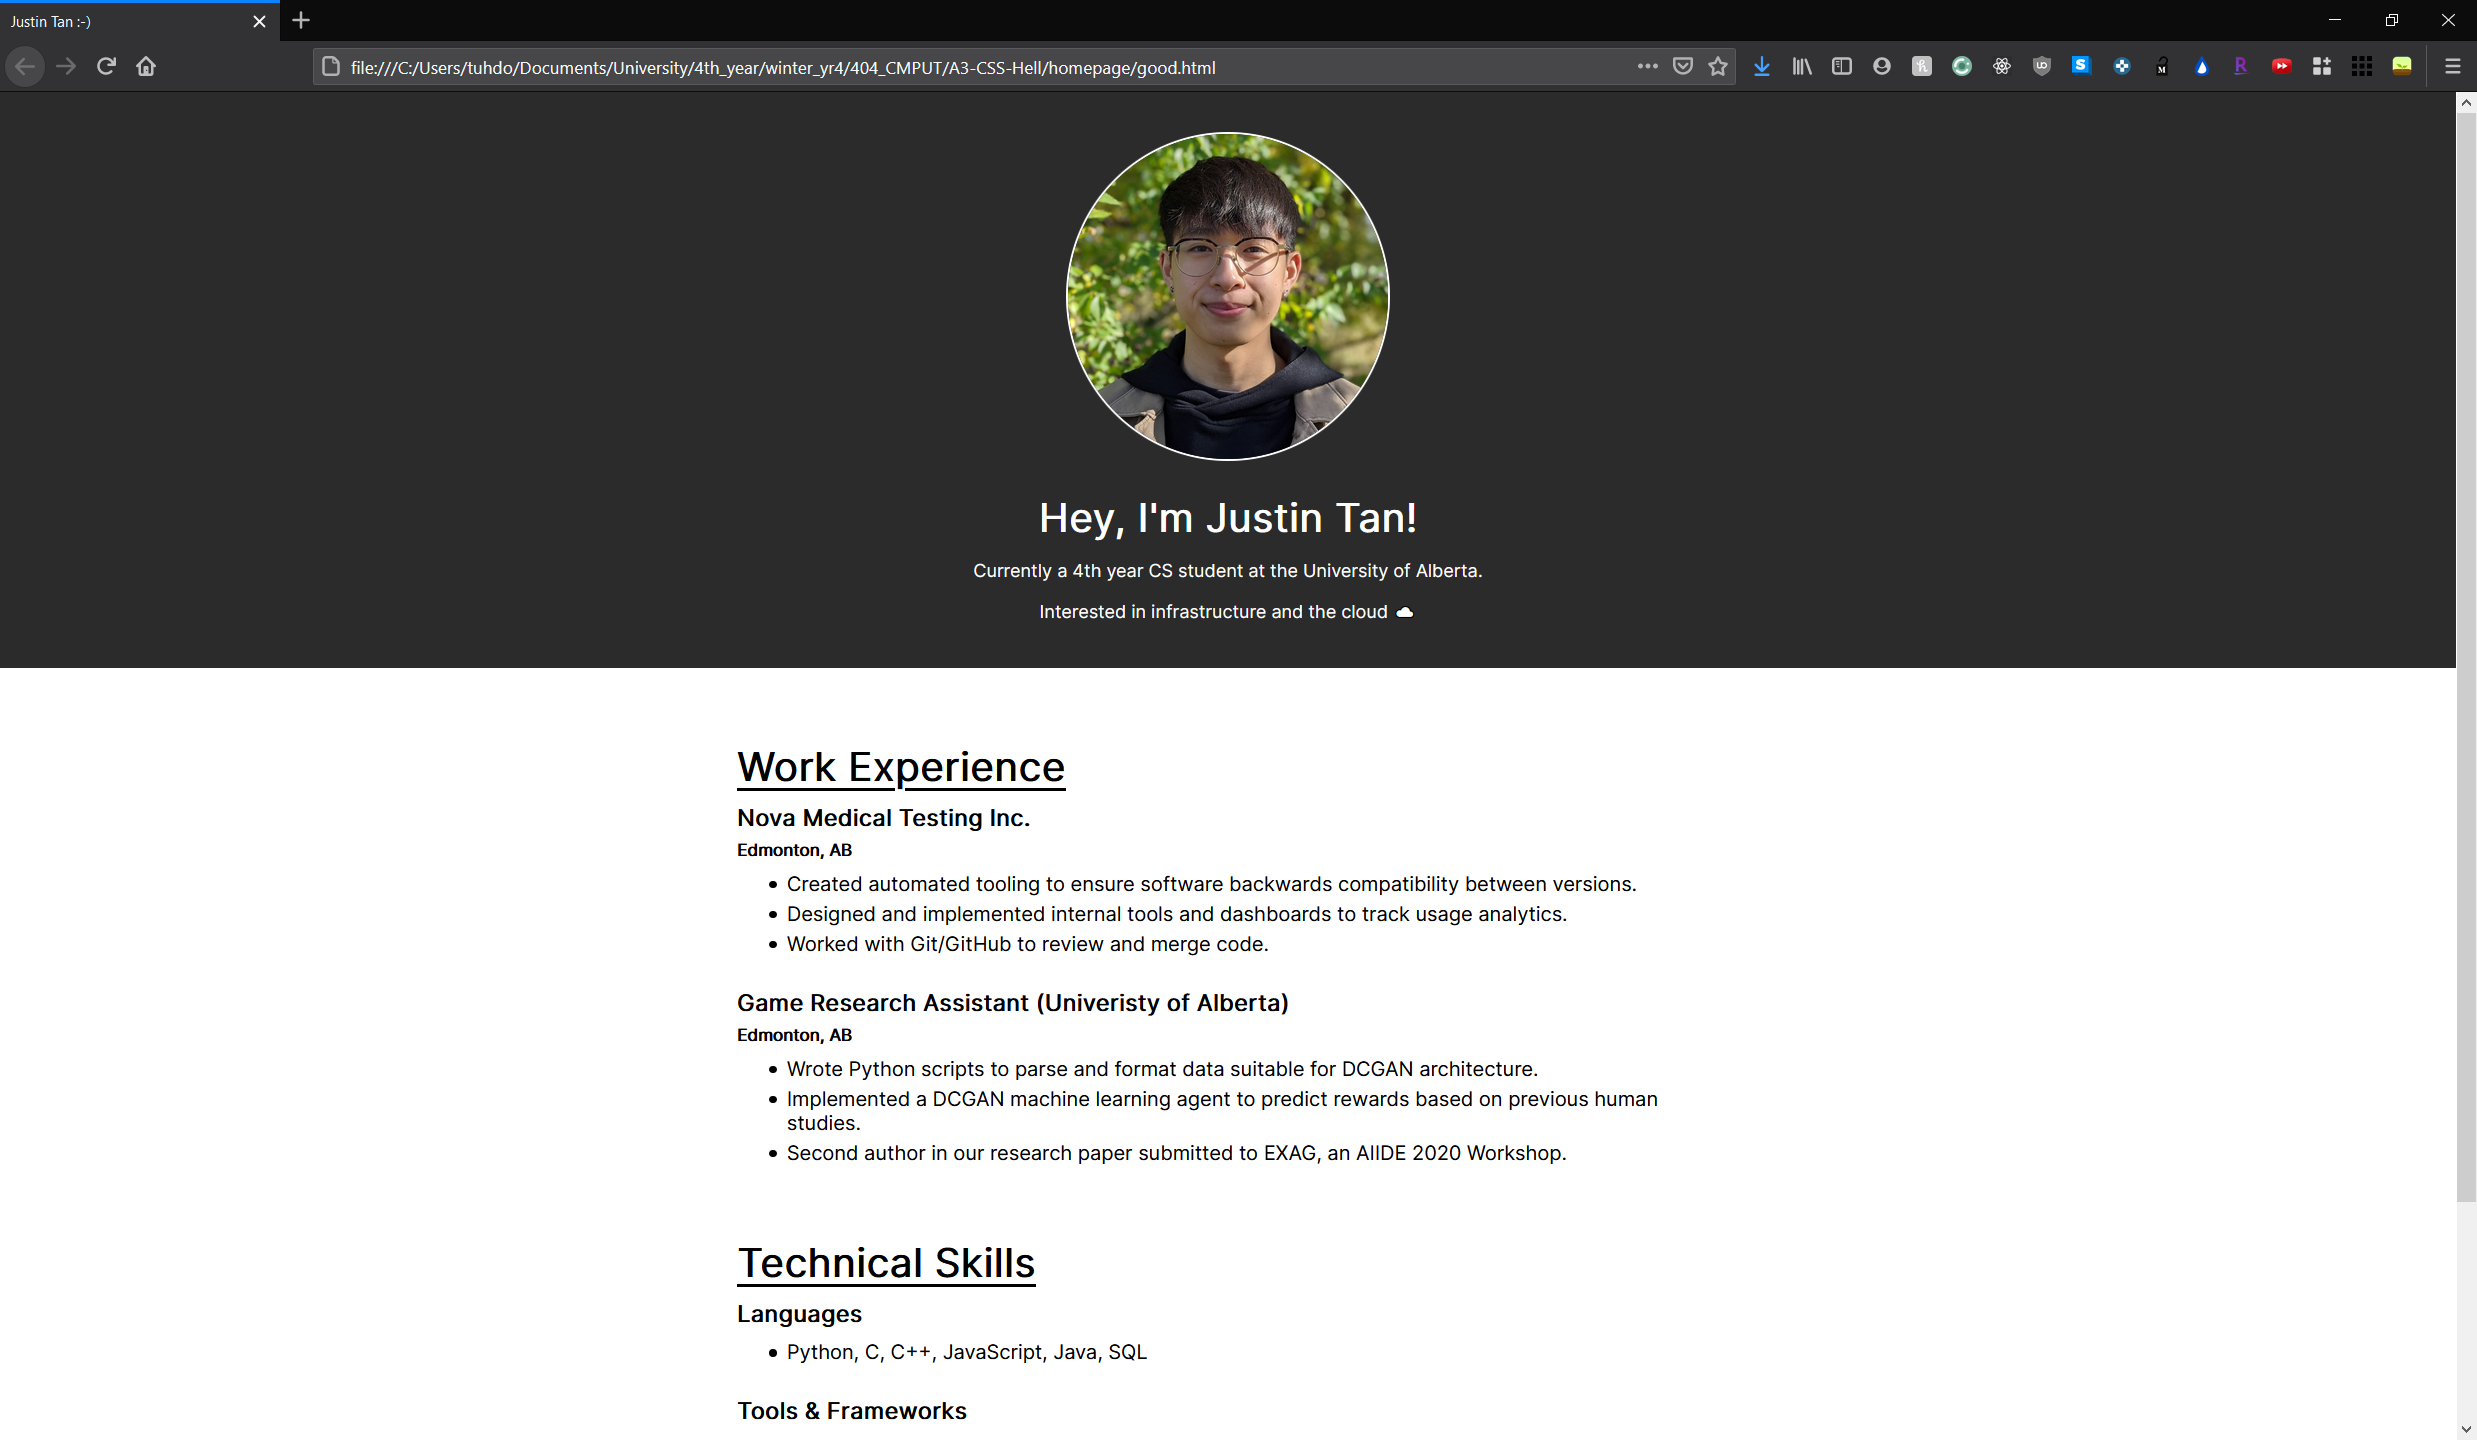 Justin Tan :-)
file:///C:/Users/tuhdo/Documents/University/4th_year/winter_yr4/404_CMPUT/A3-CSS-Hell/homepage/good.html
Hey, I'm Justin Tan!
Currently a 4th year CS student at the University of Alberta.
Interested in infrastructure and the cloud ☁
Work Experience
Nova Medical Testing Inc.
Edmonton, AB
• Created automated tooling to ensure software backwards compatibility between versions.
• Designed and implemented internal tools and dashboards to track usage analytics.
• Worked with Git/GitHub to review and merge code.
Game Research Assistant (Univeristy of Alberta)
Edmonton, AB
• Wrote Python scripts to parse and format data suitable for DCGAN architecture.
• Implemented a DCGAN machine learning agent to predict rewards based on previous human
studies.
• Second author in our research paper submitted to EXAG, an AIIDE 2020 Workshop.
Technical Skills
Languages
• Python, C, C++, JavaScript, Java, SQL
Tools & Frameworks